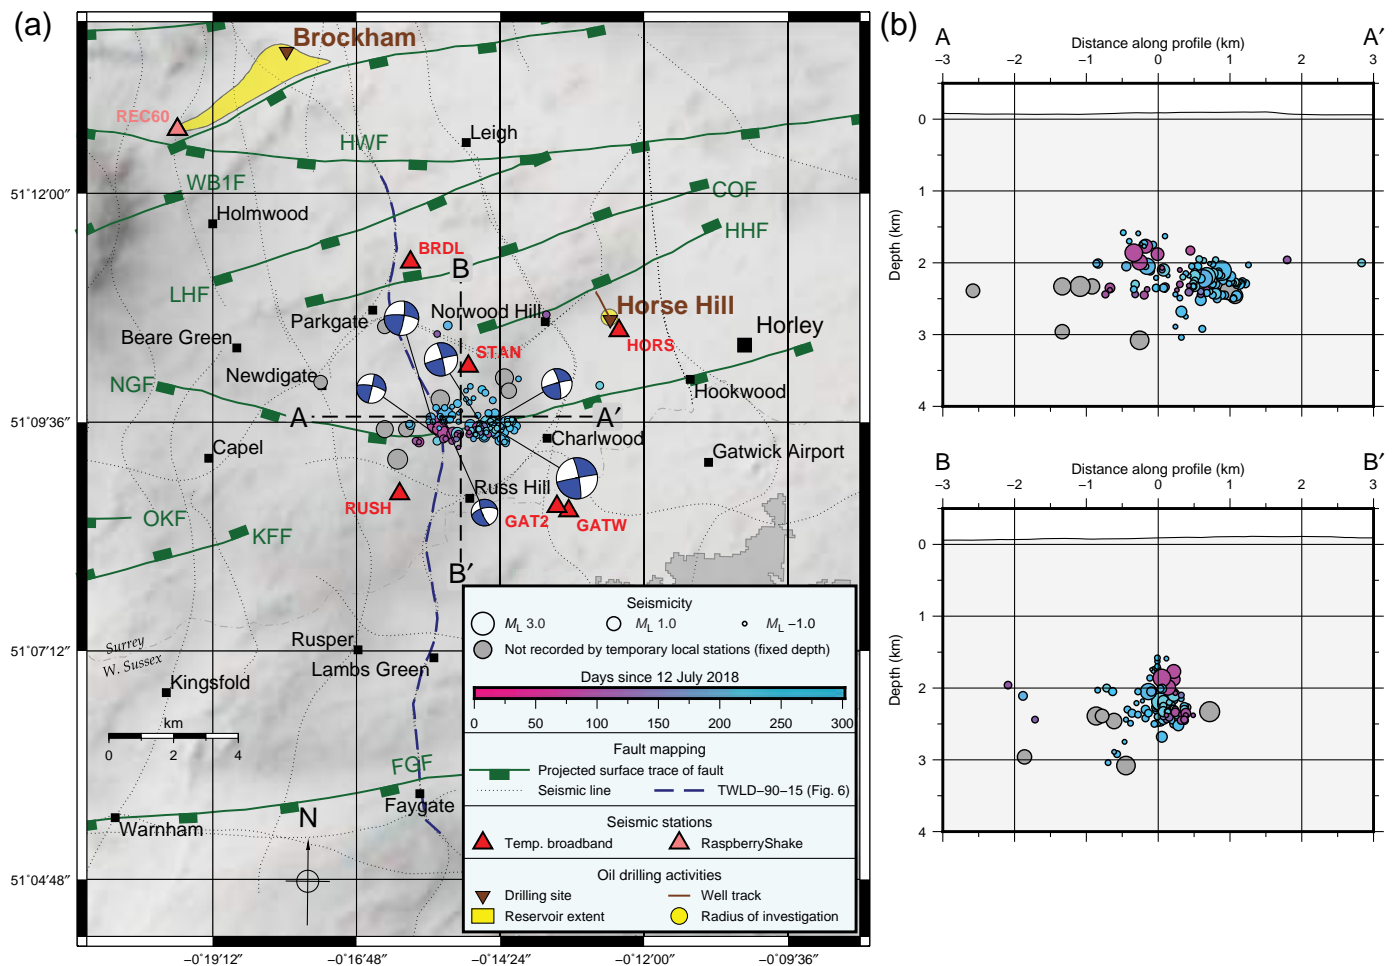 (a)
Brockham
REC60
HWF
Leigh
WB1F
Holmwood
COF
HHF
BRDL
B
LHF
Parkgate
Norwood Hill
Horse Hill
Horley
HORS
Beare Green
STAN
Newdigate
NGF
Hookwood
A
A′
Charlwood
Capel
Gatwick Airport
RUSH
Russ Hill
GAT2
GATW
OKF
KFF
B′
Surrey
W. Sussex
Rusper
Lambs Green
Kingsfold
km
0 2 4
FGF
Faygate
Warnham
N
51˚12′00″
51˚09′36″
51˚07′12″
51˚04′48″
−0˚19′12″ −0˚16′48″ −0˚14′24″ −0˚12′00″ −0˚09′36″
Seismicity
ML 3.0 ML 1.0 ML −1.0
Not recorded by temporary local stations (fixed depth)
Days since 12 July 2018
0 50 100 150 200 250 300
Fault mapping
Projected surface trace of fault
Seismic line TWLD−90−15 (Fig. 6)
Seismic stations
Temp. broadband RaspberryShake
Oil drilling activities
Drilling site Well track
Reservoir extent Radius of investigation
(b)
A A′
Distance along profile (km)
−3 −2 −1 0 1 2 3
Depth (km)
0
1
2
3
4
B B′
Distance along profile (km)
−3 −2 −1 0 1 2 3
Depth (km)
0
1
2
3
4